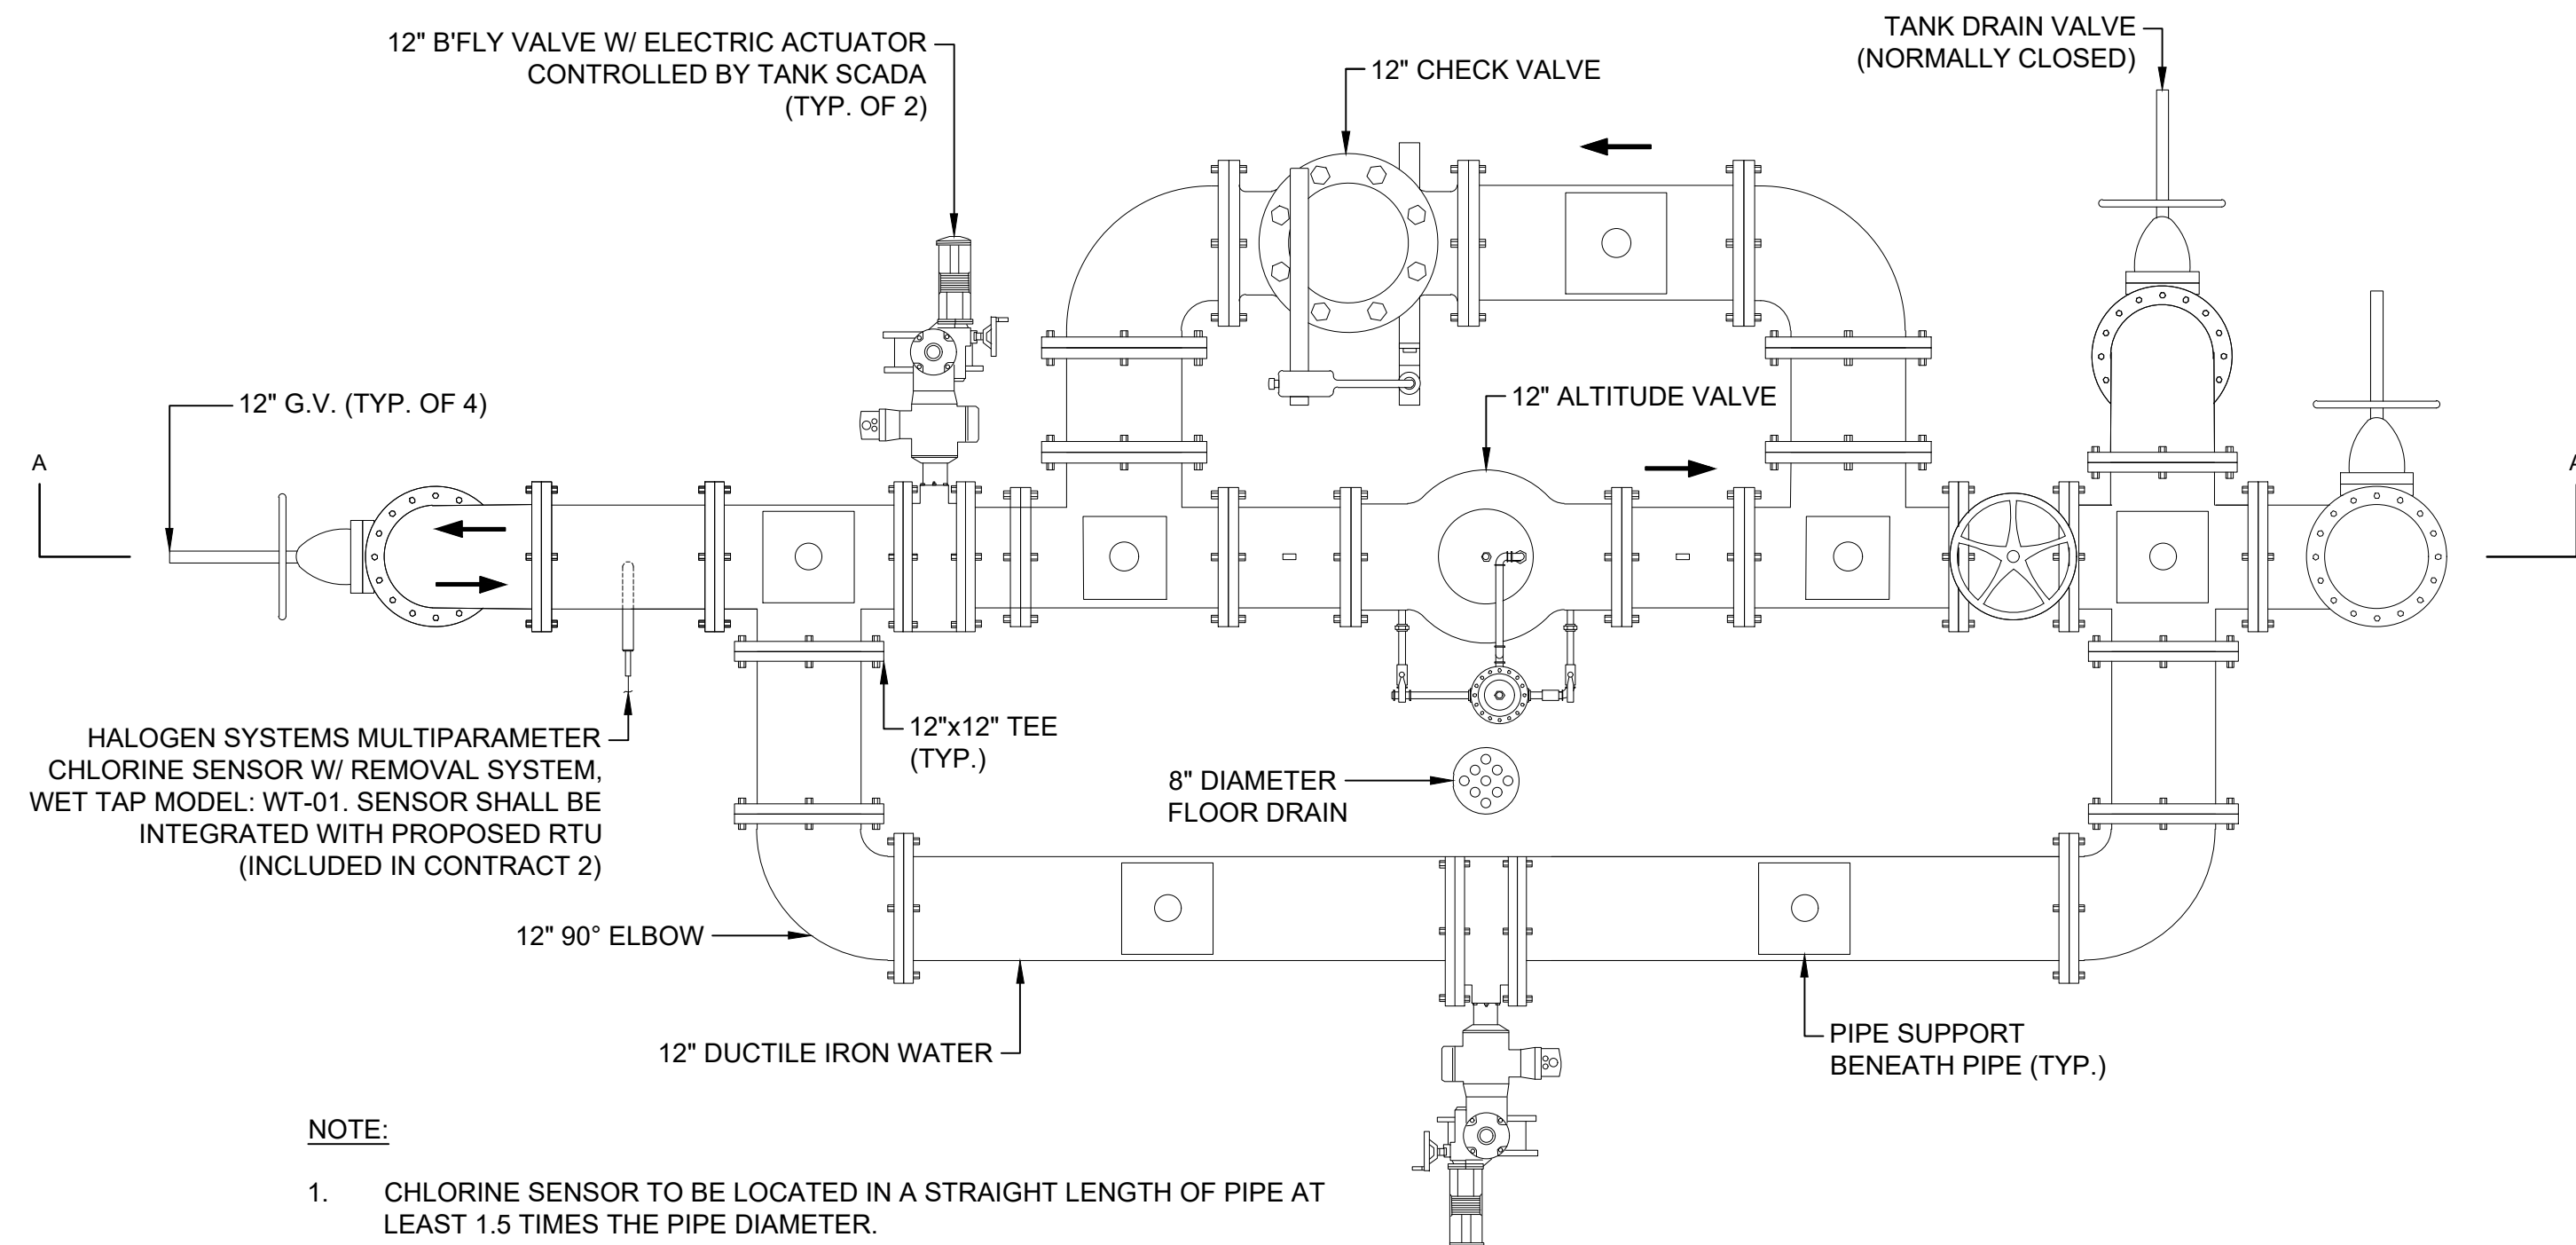 12" B'FLY VALVE W/ ELECTRIC ACTUATOR
CONTROLLED BY TANK SCADA
(TYP. OF 2)
12" CHECK VALVE
TANK DRAIN VALVE
(NORMALLY CLOSED)
12" G.V. (TYP. OF 4)
12" ALTITUDE VALVE
A
A
HALOGEN SYSTEMS MULTIPARAMETER
CHLORINE SENSOR W/ REMOVAL SYSTEM,
WET TAP MODEL: WT-01. SENSOR SHALL BE
INTEGRATED WITH PROPOSED RTU
(INCLUDED IN CONTRACT 2)
12"x12" TEE
(TYP.)
8" DIAMETER
FLOOR DRAIN
12" 90° ELBOW
12" DUCTILE IRON WATER
PIPE SUPPORT
BENEATH PIPE (TYP.)
NOTE:
1. CHLORINE SENSOR TO BE LOCATED IN A STRAIGHT LENGTH OF PIPE AT
LEAST 1.5 TIMES THE PIPE DIAMETER.